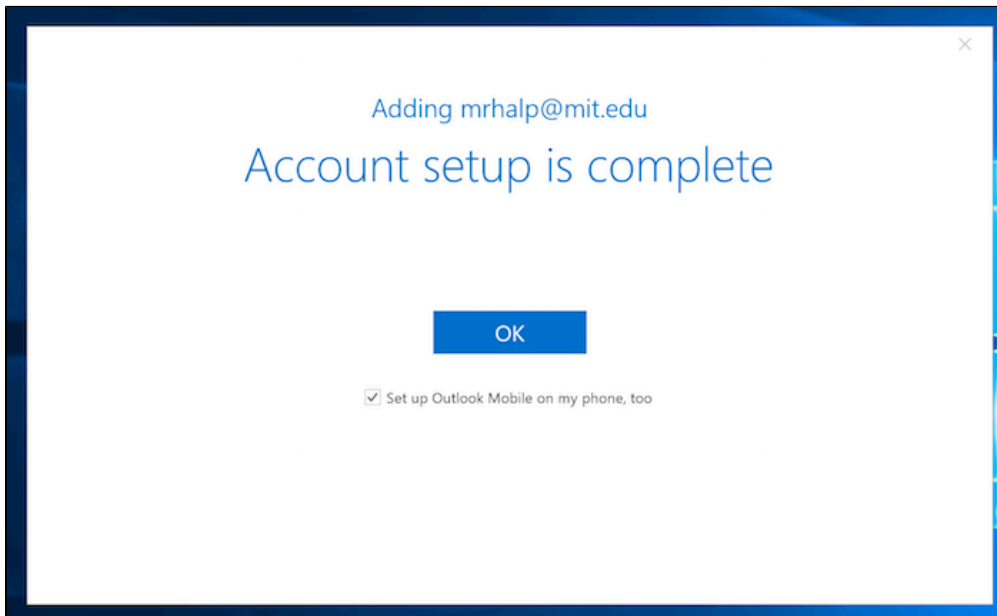 Adding mrhalp@mit.edu
Account setup is complete
OK
Set up Outlook Mobile on my phone, too